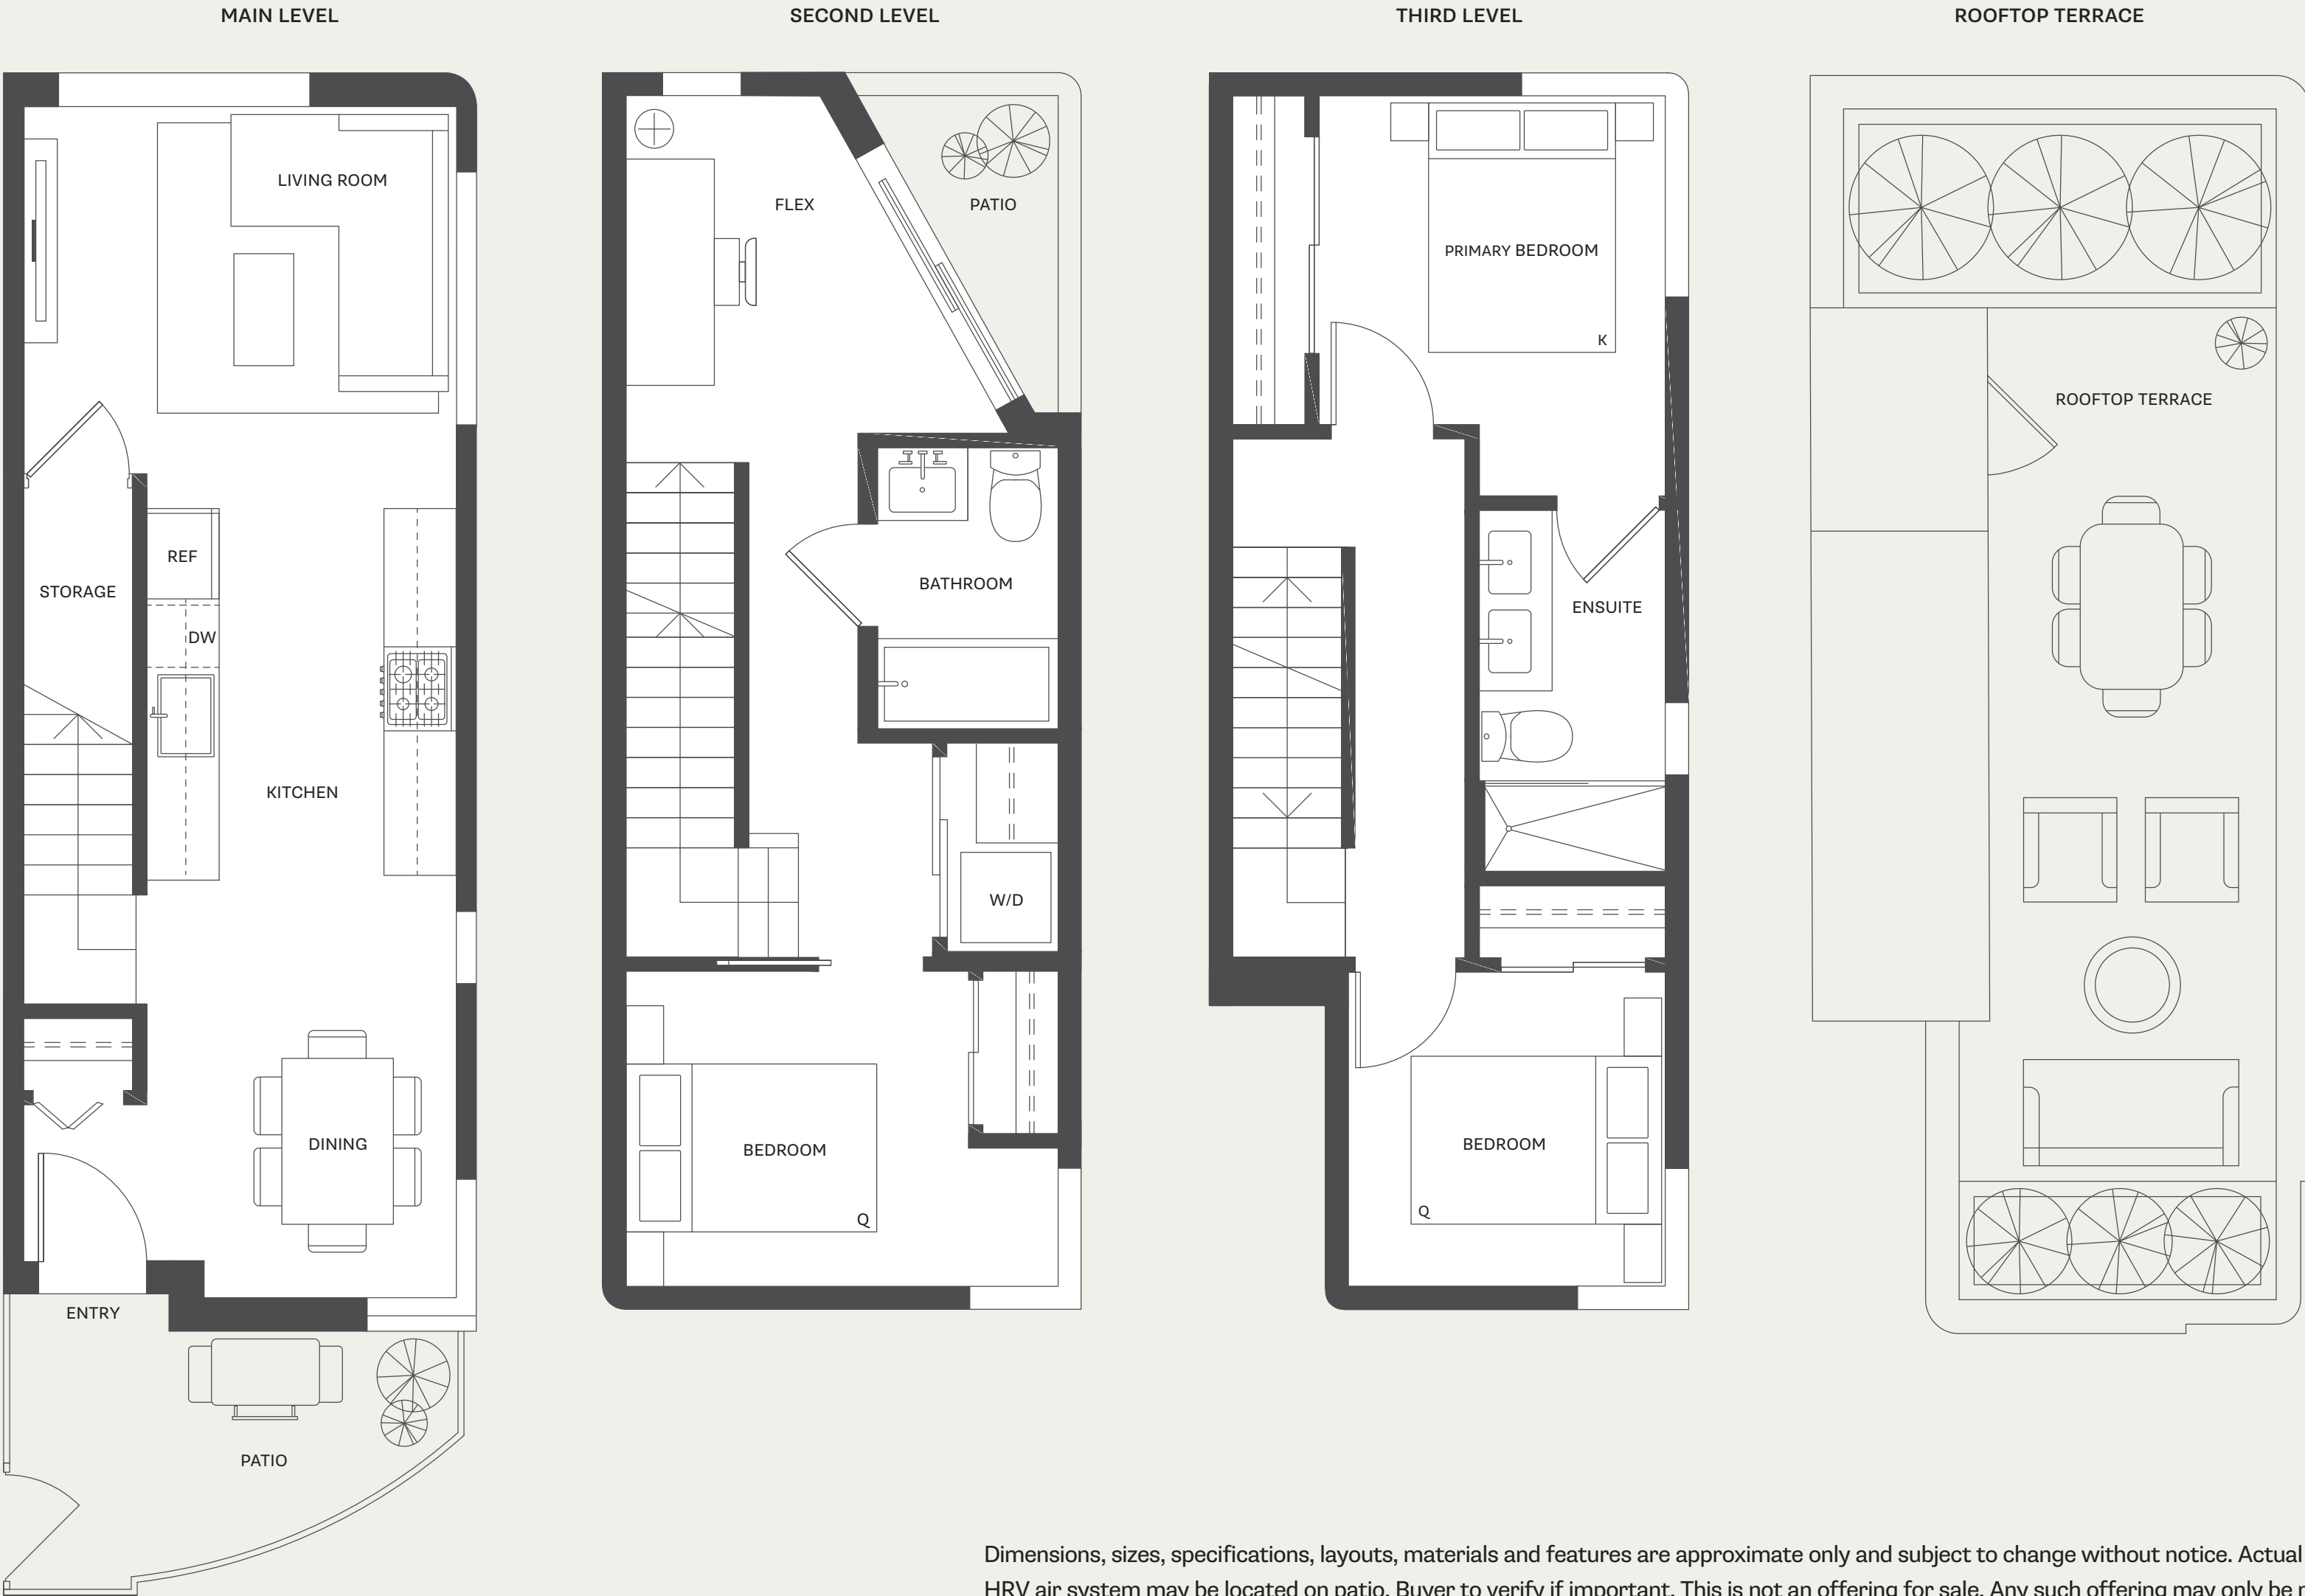 MAIN LEVEL
SECOND LEVEL
THIRD LEVEL
ROOFTOP TERRACE
LIVING ROOM
STORAGE
REF
DW
KITCHEN
DINING
ENTRY
PATIO
FLEX
PATIO
BATHROOM
W/D
BEDROOM
Q
PRIMARY BEDROOM
K
ENSUITE
BEDROOM
Q
ROOFTOP TERRACE
Dimensions, sizes, specifications, layouts, materials and features are approximate only and subject to change without notice. Actual
HRV air system may be located on patio. Buyer to verify if important. This is not an offering for sale. Any such offering may only be